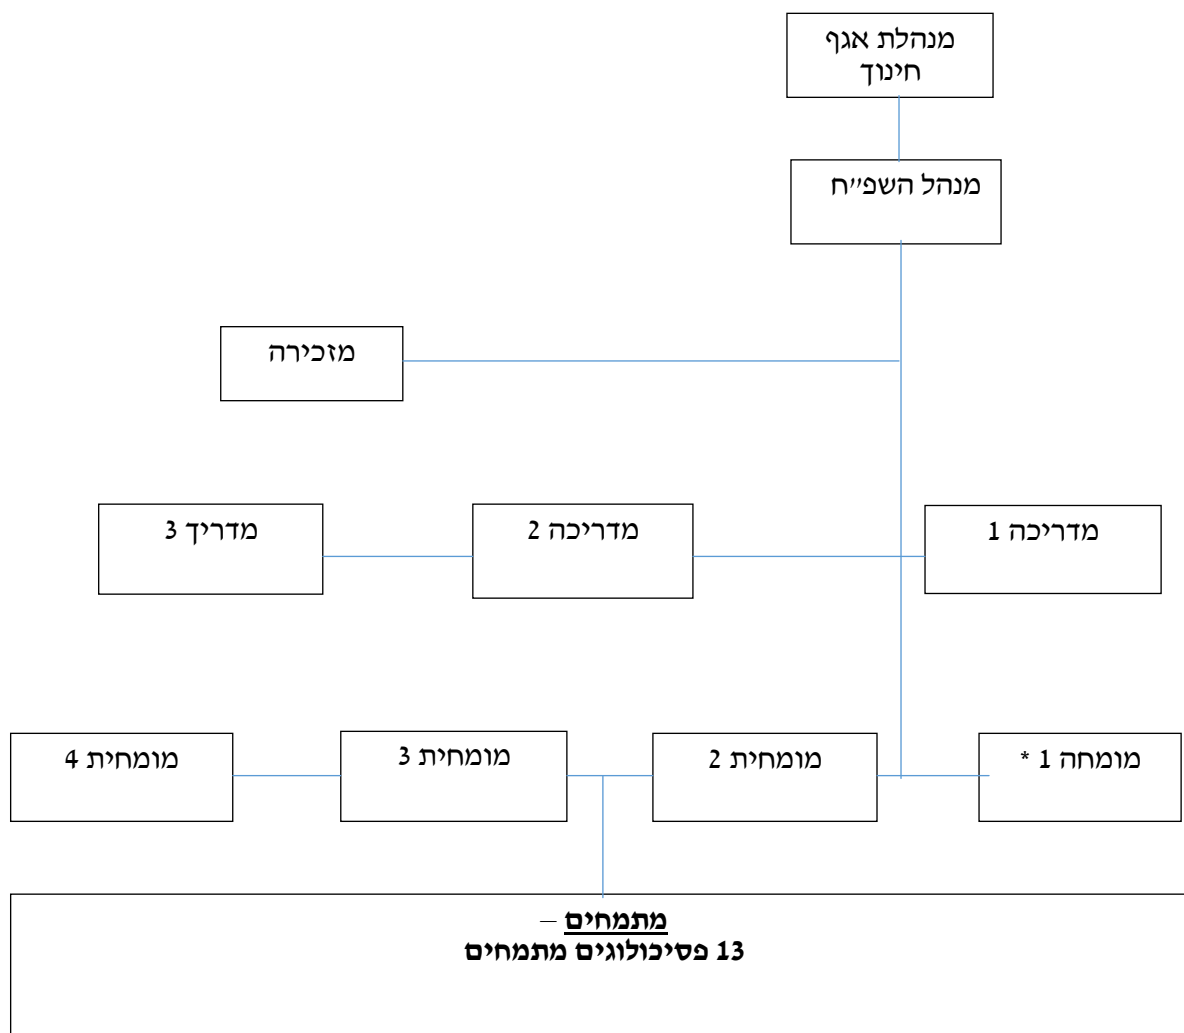 מנהלת אגף
חינוך
מנהל השפ״ח
מזכירה
מדריכה 1
מדריכה 2
מדריך 3
מומחה 1 *
מומחית 2
מומחית 3
מומחית 4
מתמחים –
13 פסיכולוגים מתמחים